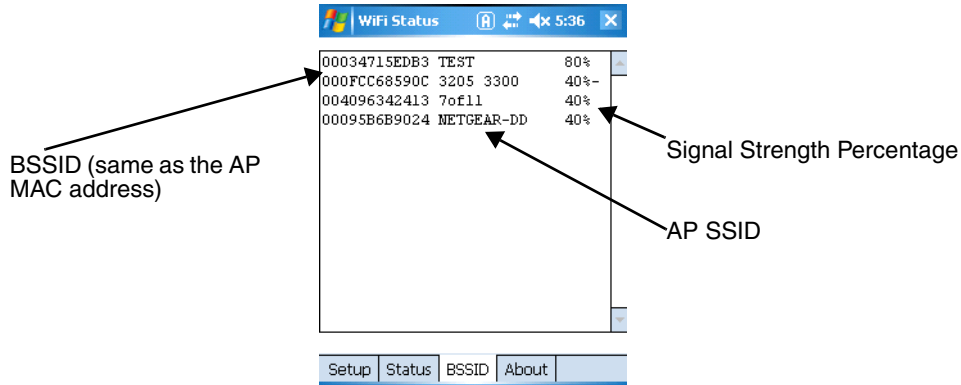 WiFi Status A 5:36
00034715EDB3 TEST 80%
000FCC68590C 3205 3300 40%-
004096342413 7of11 40%
00095B6B9024 NETGEAR-DD 40%
BSSID (same as the AP
MAC address)
Signal Strength Percentage
AP SSID
Setup Status BSSID About